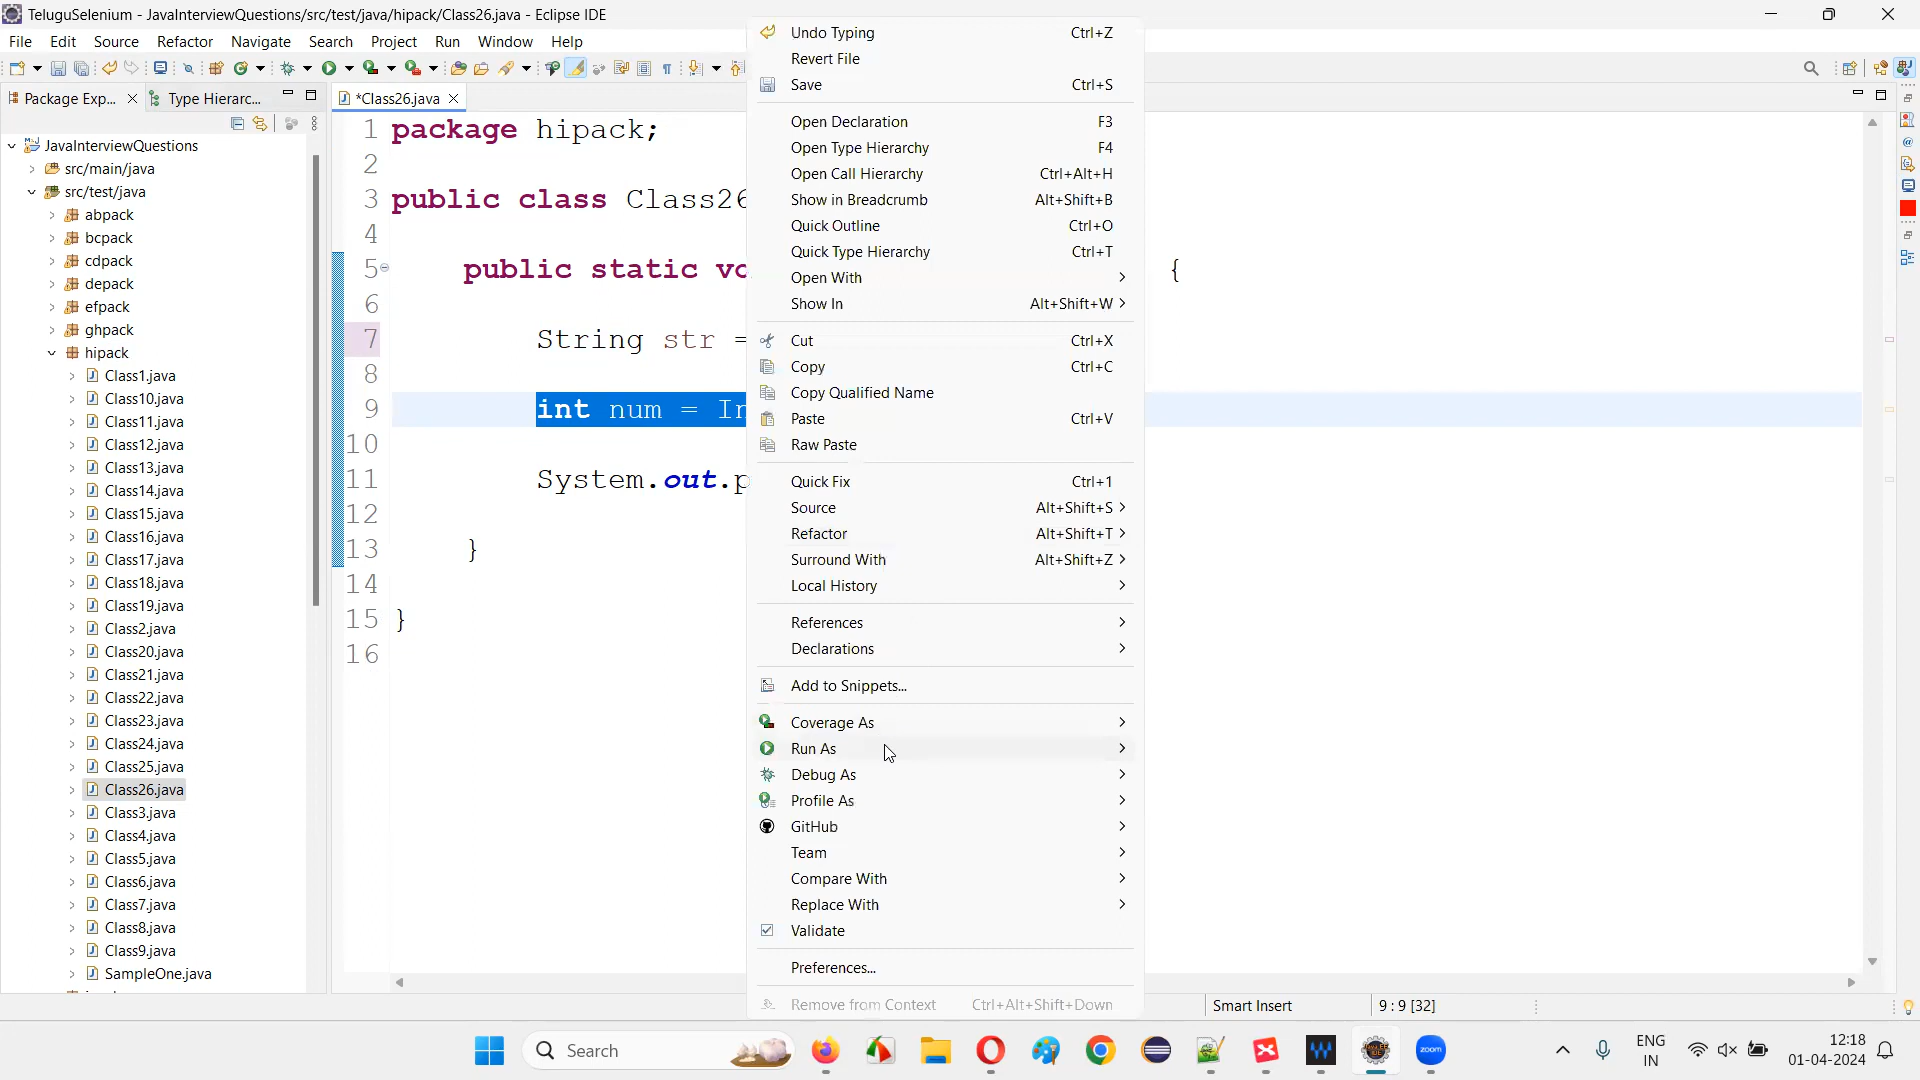 TeluguSelenium - JavaInterviewQuestions/src/test/java/hipack/Class26.java - Eclipse IDE
File Edit Source Refactor Navigate Search Project Run Window Help
Package Exp... Type Hierarc...
*Class26.java
JavaInterviewQuestions
src/main/java
src/test/java
abpack
bcpack
cdpack
depack
efpack
ghpack
hipack
Class1.java
Class10.java
Class11.java
Class12.java
Class13.java
Class14.java
Class15.java
Class16.java
Class17.java
Class18.java
Class19.java
Class2.java
Class20.java
Class21.java
Class22.java
Class23.java
Class24.java
Class25.java
Class26.java
Class3.java
Class4.java
Class5.java
Class6.java
Class7.java
Class8.java
Class9.java
SampleOne.java
1 package hipack;
2
3 public class Class26
4
5 public static vo {
6
7 String str =
8
9 int num = In
10
11 System.out.p
12
13 }
14
15 }
16
Undo Typing Ctrl+Z
Revert File
Save Ctrl+S
Open Declaration F3
Open Type Hierarchy F4
Open Call Hierarchy Ctrl+Alt+H
Show in Breadcrumb Alt+Shift+B
Quick Outline Ctrl+O
Quick Type Hierarchy Ctrl+T
Open With
Show In Alt+Shift+W
Cut Ctrl+X
Copy Ctrl+C
Copy Qualified Name
Paste Ctrl+V
Raw Paste
Quick Fix Ctrl+1
Source Alt+Shift+S
Refactor Alt+Shift+T
Surround With Alt+Shift+Z
Local History
References
Declarations
Add to Snippets...
Coverage As
Run As
Debug As
Profile As
GitHub
Team
Compare With
Replace With
Validate
Preferences...
Remove from Context Ctrl+Alt+Shift+Down
Smart Insert 9 : 9 [32]
Search
zoom
ENG
IN
12:18
01-04-2024